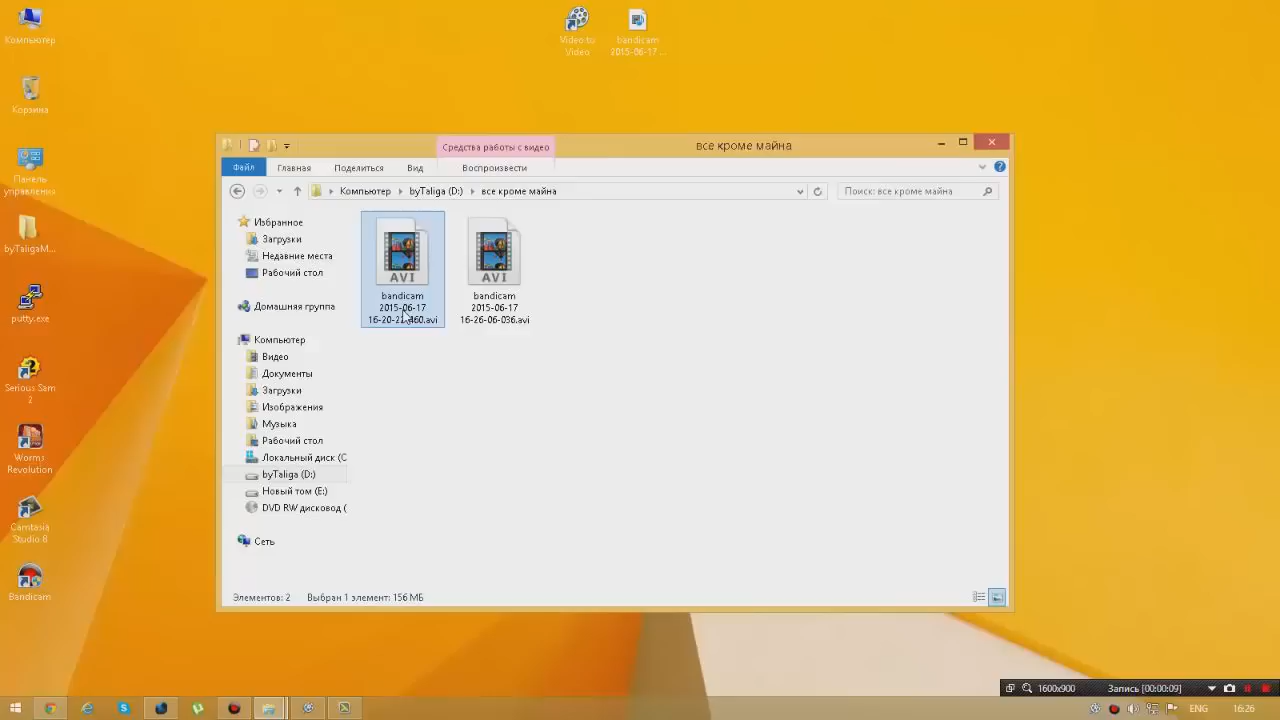 Компьютер
Корзина
Панель
управления
byTaligaM...
putty.exe
Serious Sam
2
Worms
Revolution
Camtasia
Studio 8
Bandicam
Video to
Video
bandicam
2015-06-17 ...
Средства работы с видео
все кроме майна
Файл
Главная
Поделиться
Вид
Воспроизвести
Компьютер
byTaliga (D:)
все кроме майна
Поиск: все кроме майна
Избранное
Загрузки
Недавние места
Рабочий стол
Домашняя группа
Компьютер
Видео
Документы
Загрузки
Изображения
Музыка
Рабочий стол
Локальный диск (C
byTaliga (D:)
Новый том (E:)
DVD RW дисковод (
Сеть
AVI
bandicam
2015-06-17
AVI
bandicam
2015-06-17
16-26-06-036.avi
Элементов: 2
Выбран 1 элемент: 156 МБ
1600x900
Запись [00:00:09]
ENG
16:26